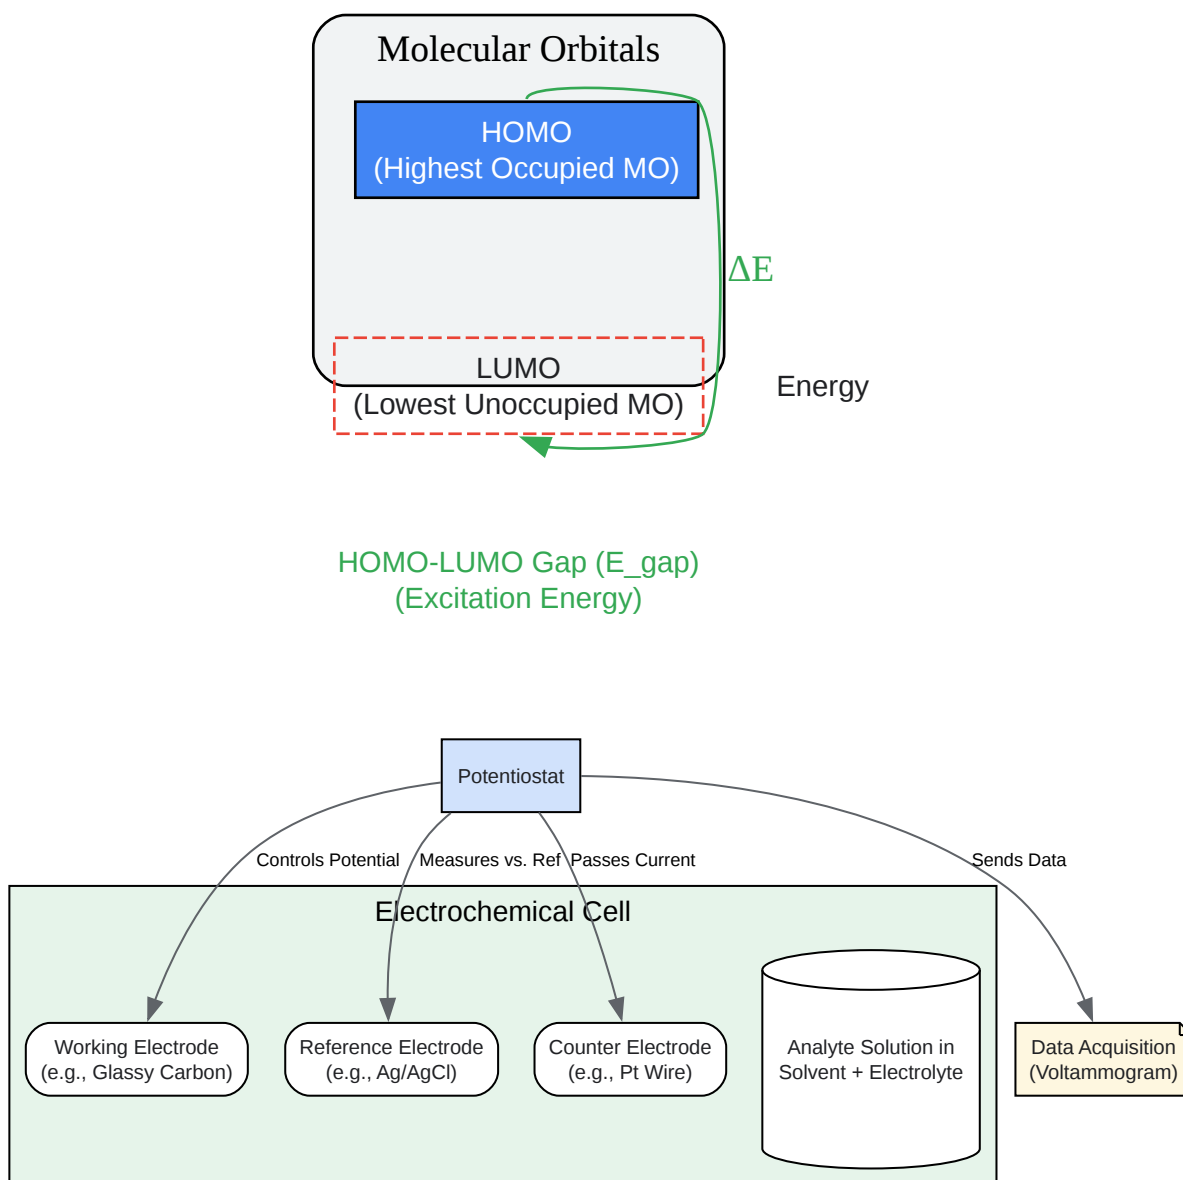 Molecular Orbitals
HOMO
(Highest Occupied MO)
ΔE
LUMO
(Lowest Unoccupied MO)
Energy
HOMO-LUMO Gap (E_gap)
(Excitation Energy)
Potentiostat
Controls Potential
Measures vs. Ref
Passes Current
Sends Data
Electrochemical Cell
Working Electrode
(e.g., Glassy Carbon)
Reference Electrode
(e.g., Ag/AgCl)
Counter Electrode
(e.g., Pt Wire)
Analyte Solution in
Solvent + Electrolyte
Data Acquisition
(Voltammogram)